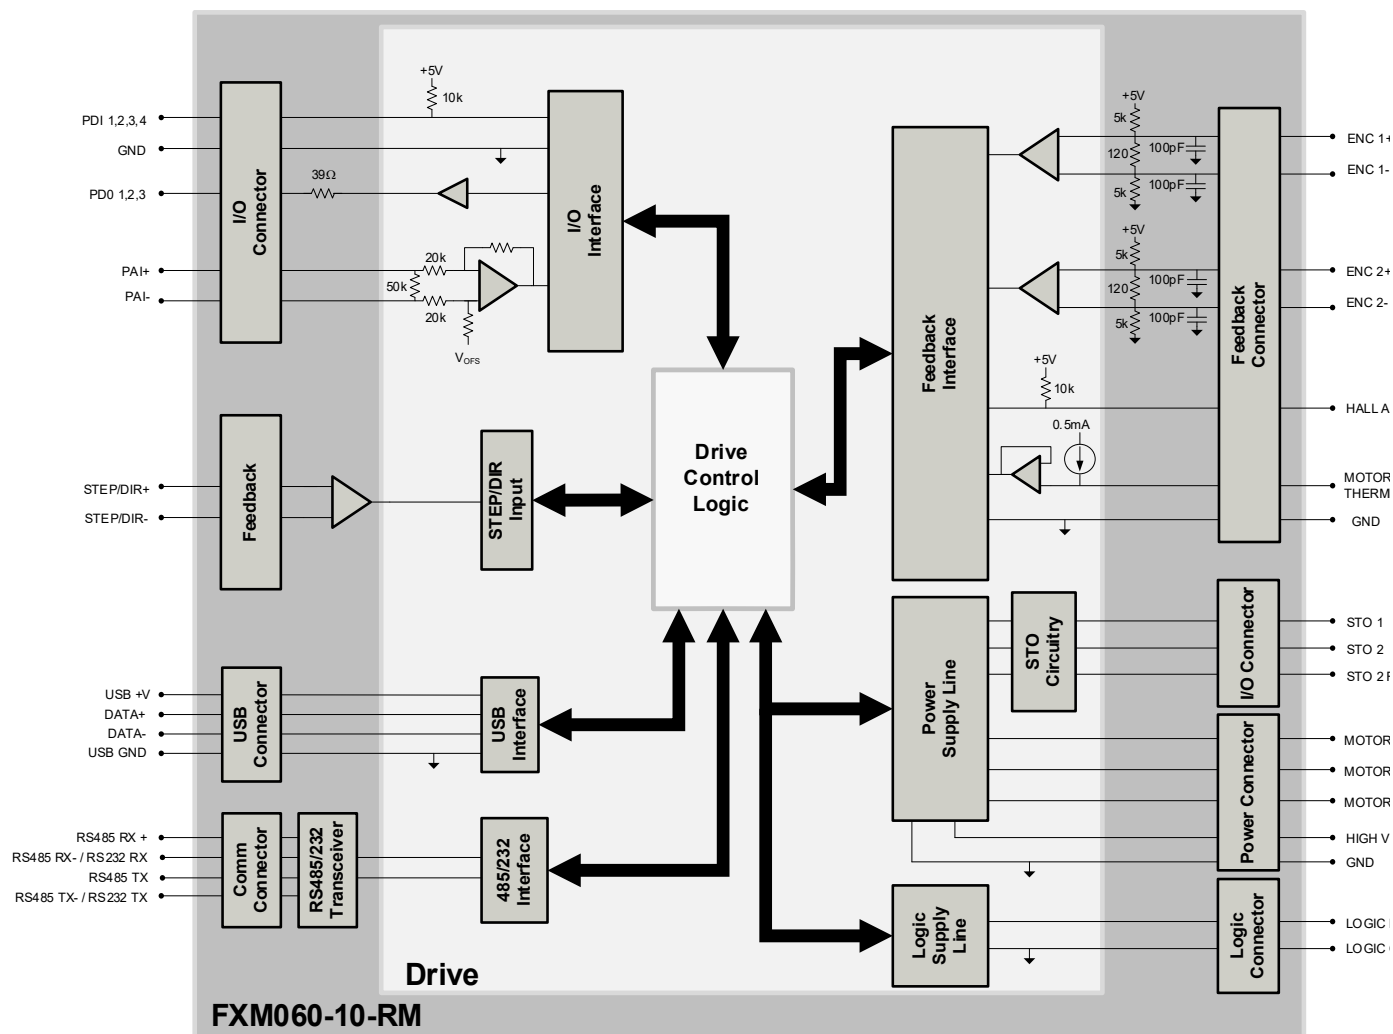 PDI 1,2,3,4
GND
PD0 1,2,3
PAI+
PAI-
I/O
Connector
+5V
10k
39Ω
20k
50k
20k
VOFS
I/O
Interface
STEP/DIR+
STEP/DIR-
Feedback
STEP/DIR
Input
Drive
Control
Logic
USB +V
DATA+
DATA-
USB GND
USB
Connector
USB
Interface
RS485 RX +
RS485 RX- / RS232 RX
RS485 TX
RS485 TX- / RS232 TX
Comm
Connector
RS485/232
Transceiver
485/232
Interface
Feedback
Interface
+5V
5k
120
5k
100pF
100pF
+5V
5k
120
5k
100pF
100pF
+5V
10k
0.5mA
Feedback
Connector
ENC 1+
ENC 1-
ENC 2+
ENC 2-
HALL A
MOTOR
THERM
GND
Power
Supply Line
STO
Circuitry
I/O Connector
STO 1
STO 2
STO 2
Power Connector
MOTOR
MOTOR
MOTOR
HIGH V
GND
Logic
Supply
Line
Logic
Connector
LOGIC
LOGIC
Drive
FXM060-10-RM